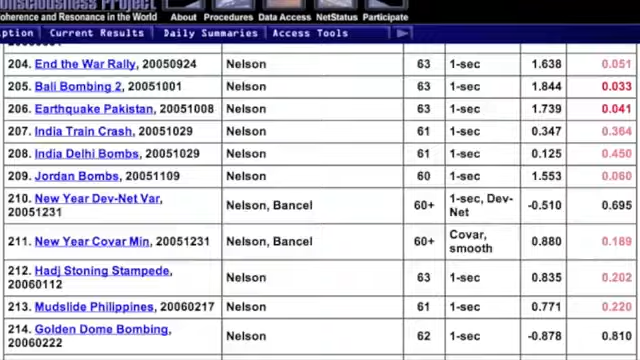 Consciousness Project
Coherence and Resonance in the World
About Procedures Data Access NetStatus Participate
ption Current Results Daily Summaries Access Tools
204. End the War Rally, 20050924 Nelson 63 1-sec 1.638 0.051
205. Bali Bombing 2, 20051001 Nelson 63 1-sec 1.844 0.033
206. Earthquake Pakistan, 20051008 Nelson 63 1-sec 1.739 0.041
207. India Train Crash, 20051029 Nelson 61 1-sec 0.347 0.364
208. India Delhi Bombs, 20051029 Nelson 61 1-sec 0.125 0.450
209. Jordan Bombs, 20051109 Nelson 60 1-sec 1.553 0.060
210. New Year Dev-Net Var,
20051231 Nelson, Bancel 60+ 1-sec, Dev-
Net -0.510 0.695
211. New Year Covar Min, 20051231 Nelson, Bancel 60+ Covar,
smooth 0.880 0.189
212. Hadj Stoning Stampede,
20060112 Nelson 63 1-sec 0.835 0.202
213. Mudslide Philippines, 20060217 Nelson 61 1-sec 0.771 0.220
214. Golden Dome Bombing,
20060222 Nelson 62 1-sec -0.878 0.810